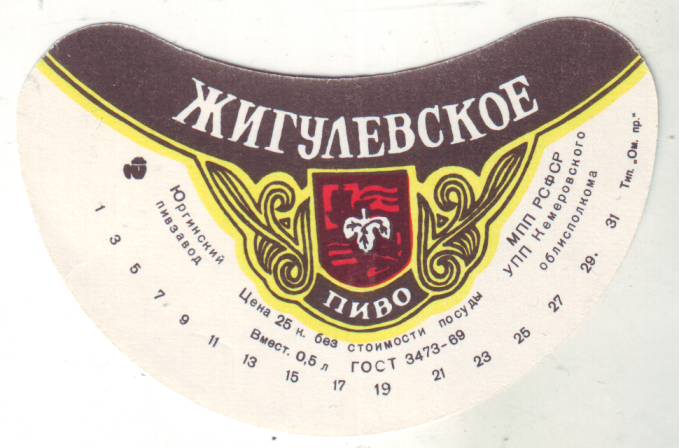 ЖИГУЛЕВСКОЕ
ПИВО
Юргинский
пивзавод
МПП РСФСР
УПП Кемеровского
облисполкома
Тип. „Ом. пр."
Цена 25 к. без стоимости посуды
Вмест. 0,5 л ГОСТ 3473-69
1 3 5 7 9 11 13 15 17 19 21 23 25 27 29. 31